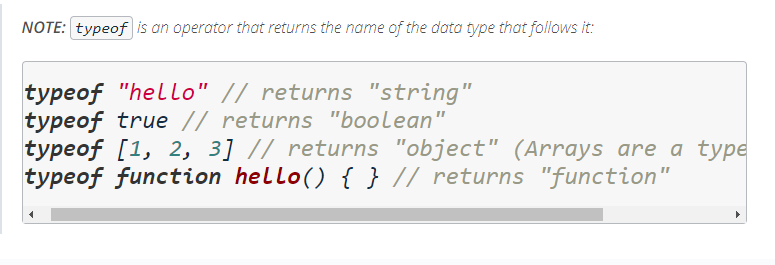 NOTE: typeof is an operator that returns the name of the data type that follows it:
typeof "hello" // returns "string"
typeof true // returns "boolean"
typeof [1, 2, 3] // returns "object" (Arrays are a type
typeof function hello() { } // returns "function"